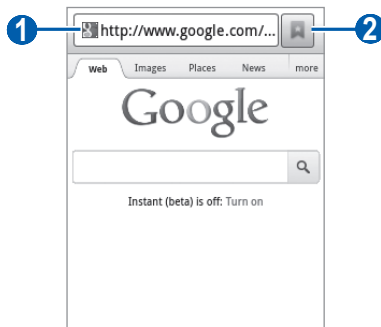 1 http://www.google.com/... 2
Web Images Places News more
Google
Instant (beta) is off: Turn on